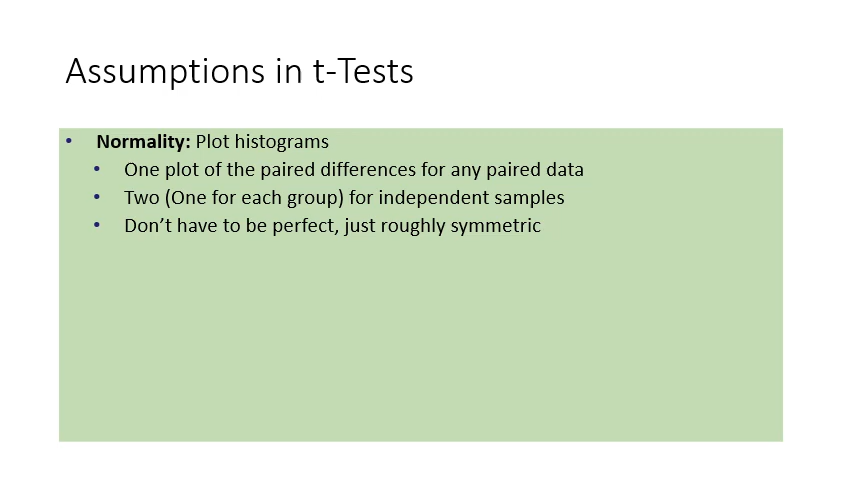 Assumptions in t-Tests
• Normality: Plot histograms
• One plot of the paired differences for any paired data
• Two (One for each group) for independent samples
• Don’t have to be perfect, just roughly symmetric